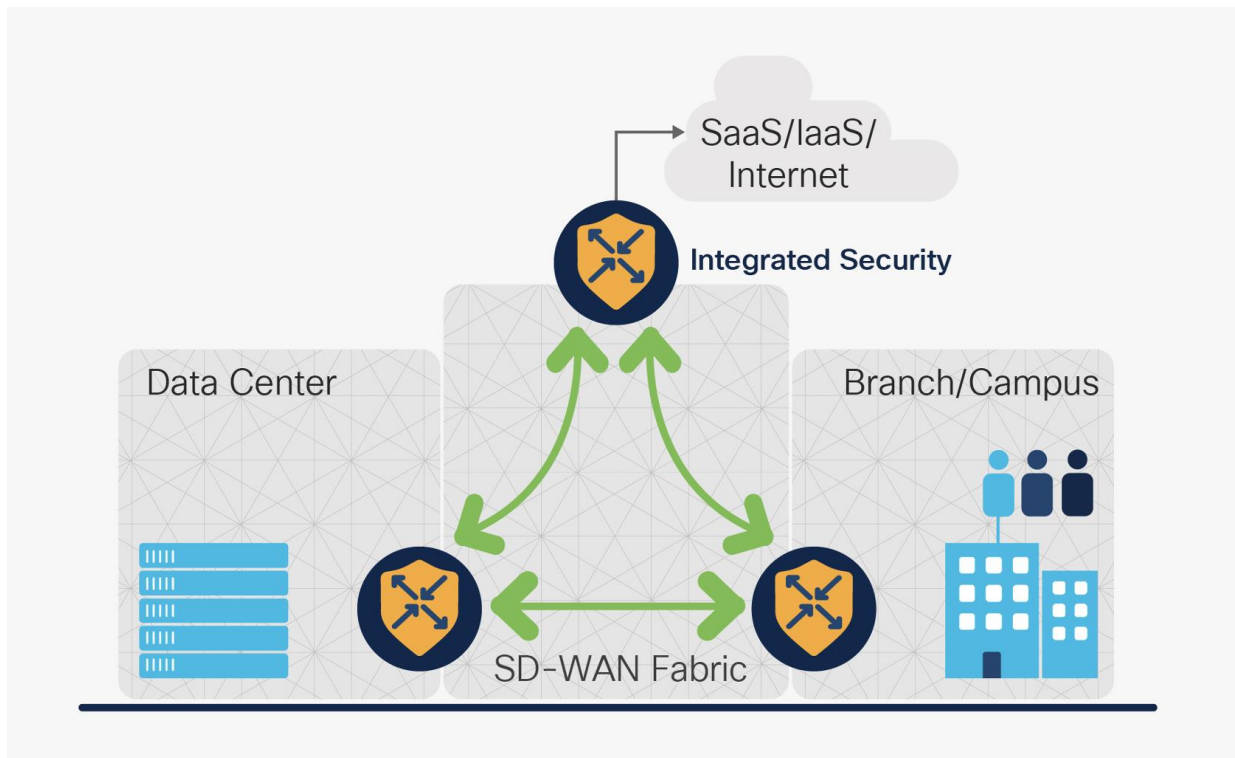 SaaS/IaaS/
Internet
Integrated Security
Data Center
Branch/Campus
SD-WAN Fabric